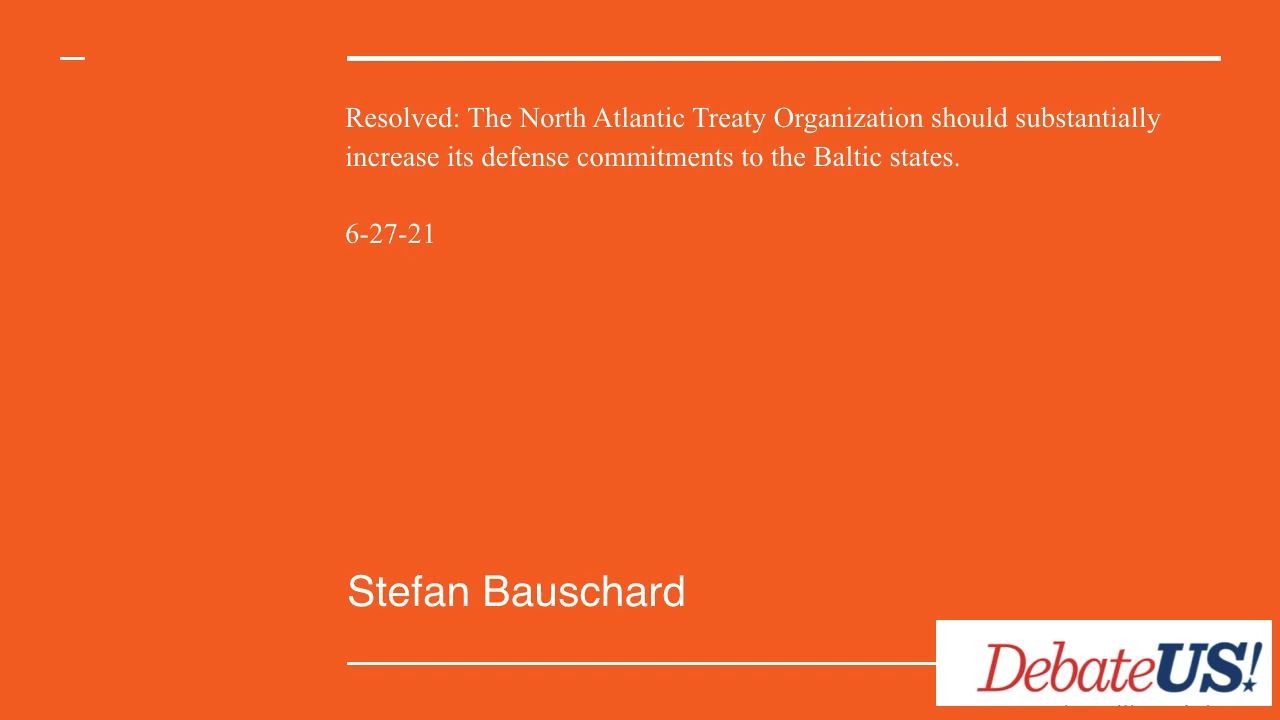 Resolved: The North Atlantic Treaty Organization should substantially
increase its defense commitments to the Baltic states.
6-27-21
Stefan Bauschard
DebateUS!